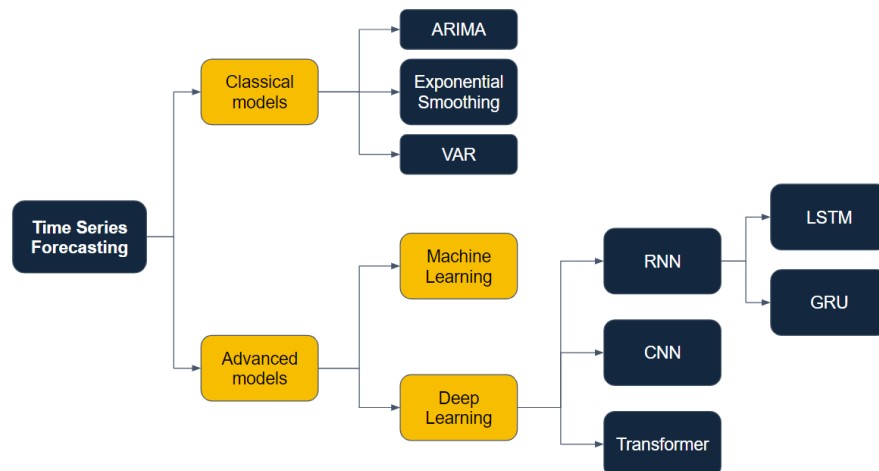 Time Series
Forecasting
Classical
models
ARIMA
Exponential
Smoothing
VAR
Advanced
models
Machine
Learning
Deep
Learning
RNN
LSTM
GRU
CNN
Transformer